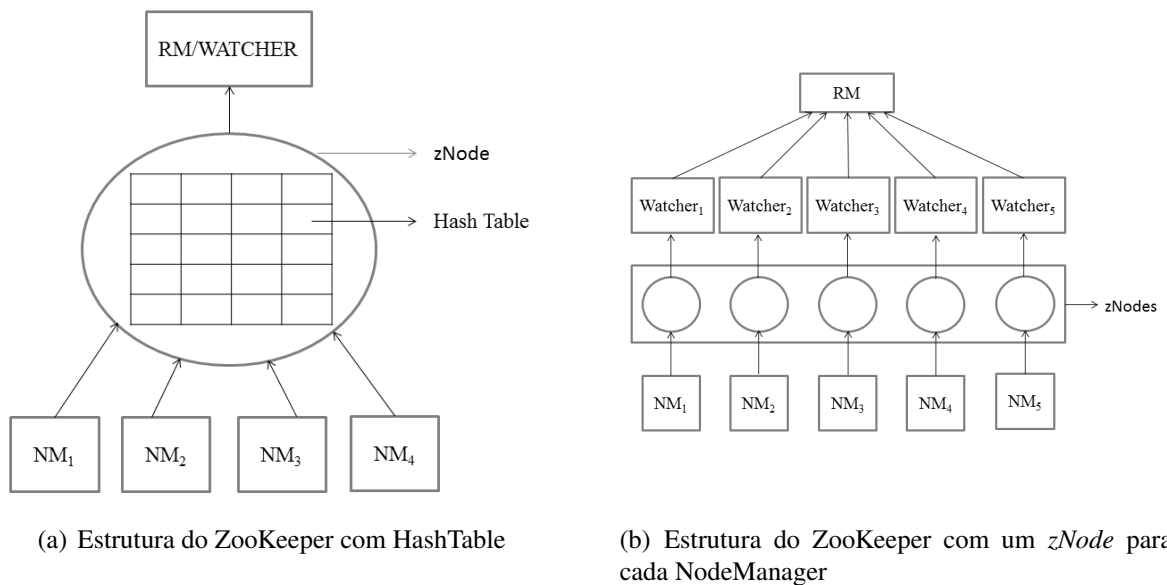 RM/WATCHER
zNode
Hash Table
NM₁ NM₂ NM₃ NM₄
(a) Estrutura do ZooKeeper com HashTable
RM
Watcher₁ Watcher₂ Watcher₃ Watcher₄ Watcher₅
zNodes
NM₁ NM₂ NM₃ NM₄ NM₅
(b) Estrutura do ZooKeeper com um zNode para
cada NodeManager